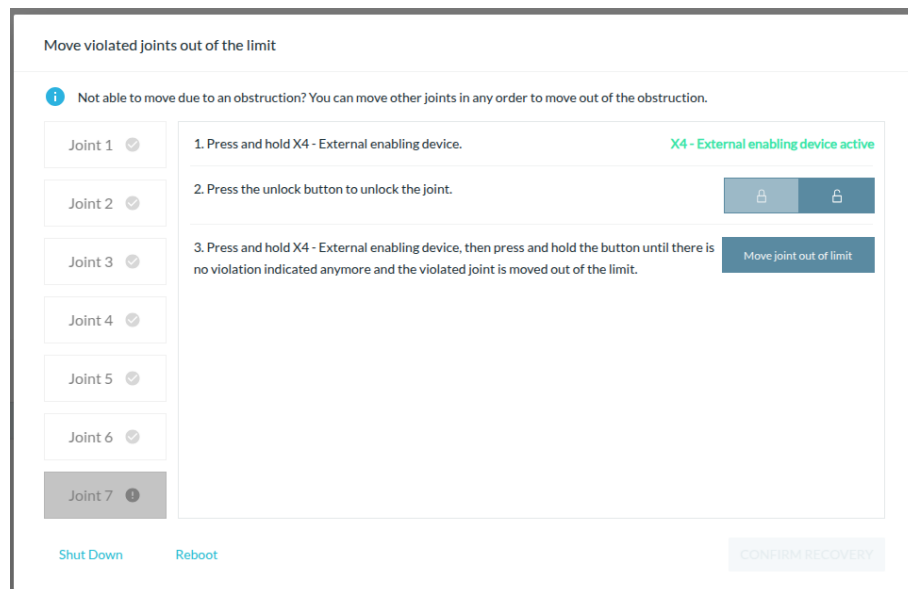 Move violated joints out of the limit
Not able to move due to an obstruction? You can move other joints in any order to move out of the obstruction.
Joint 1
Joint 2
Joint 3
Joint 4
Joint 5
Joint 6
Joint 7
1. Press and hold X4 - External enabling device.
X4 - External enabling device active
2. Press the unlock button to unlock the joint.
3. Press and hold X4 - External enabling device, then press and hold the button until there is
no violation indicated anymore and the violated joint is moved out of the limit.
Move joint out of limit
Shut Down
Reboot
CONFIRM RECOVERY